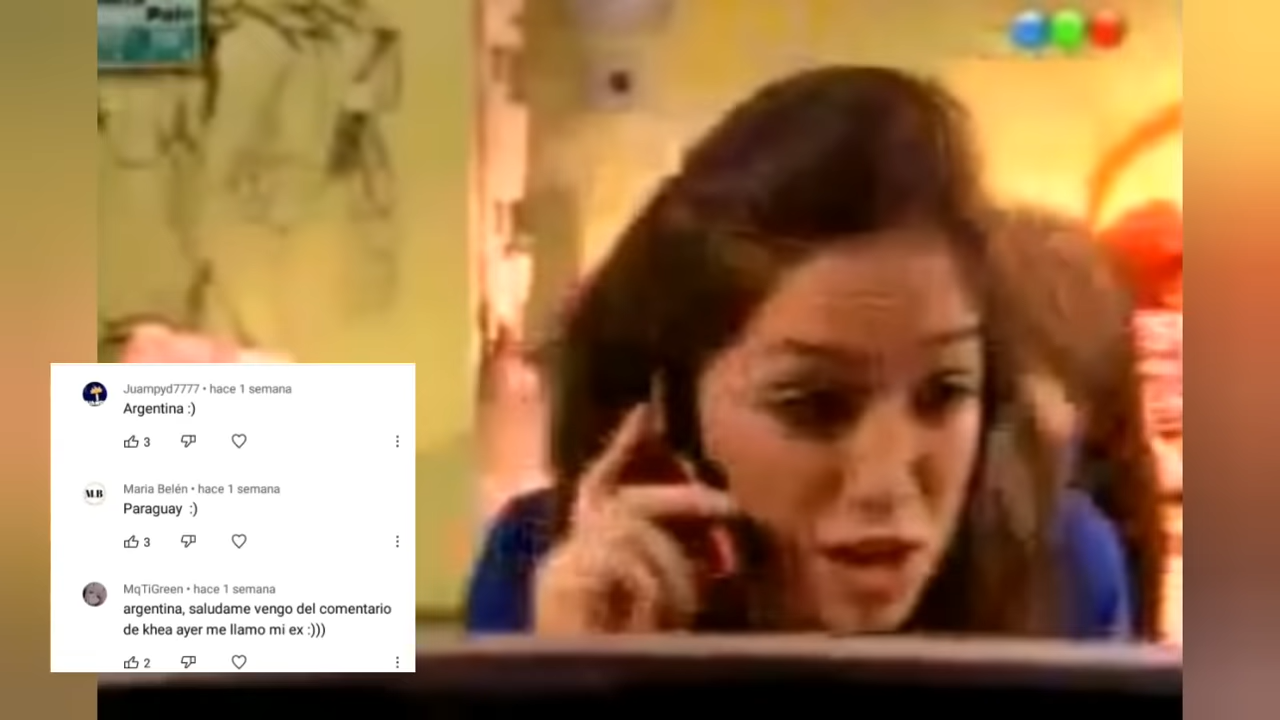 Juampyd7777 • hace 1 semana
Argentina :)
3
M.B
Maria Belén • hace 1 semana
Paraguay :)
3
MqTiGreen • hace 1 semana
argentina, saludame vengo del comentario
de khea ayer me llamo mi ex :)))
2